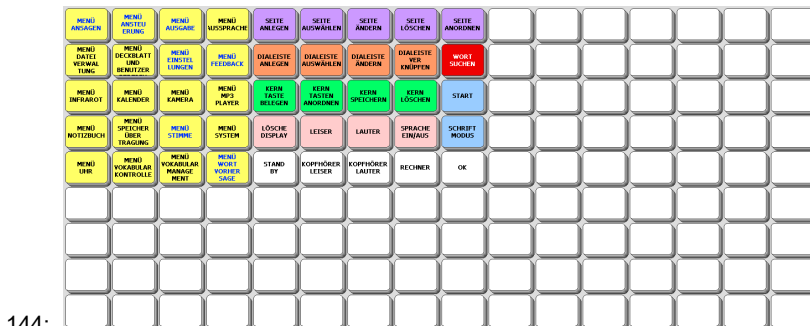 MENÜ ANSAGEN MENÜ ANSTEU ERUNG MENÜ AUSGABE MENÜ AUSSPRACHE SEITE ANLEGEN SEITE AUSWÄHLEN SEITE ÄNDERN SEITE LÖSCHEN SEITE ANORDNEN
MENÜ DATEI VERWAL TUNG MENÜ DECKBLATT UND BENUTZER MENÜ EINSTEL LUNGEN MENÜ FEEDBACK DIALEISTE ANLEGEN DIALEISTE AUSWÄHLEN DIALEISTE ÄNDERN DIALEISTE VER KNÜPFEN WORT SUCHEN
MENÜ INFRAROT MENÜ KALENDER MENÜ KAMERA MENÜ MP3 PLAYER KERN TASTE BELEGEN KERN TASTEN ANORDNEN KERN SPEICHERN KERN LÖSCHEN START
MENÜ NOTIZBUCH MENÜ SPEICHER ÜBER TRAGUNG MENÜ STIMME MENÜ SYSTEM LÖSCHE DISPLAY LEISER LAUTER SPRACHE EIN/AUS SCHRIFT MODUS
MENÜ UHR MENÜ VOKABULAR KONTROLLE MENÜ VOKABULAR MANAGE MENT MENÜ WORT VORHER SAGE STAND BY KOPFHÖRER LEISER KOPFHÖRER LAUTER RECHNER OK
144: